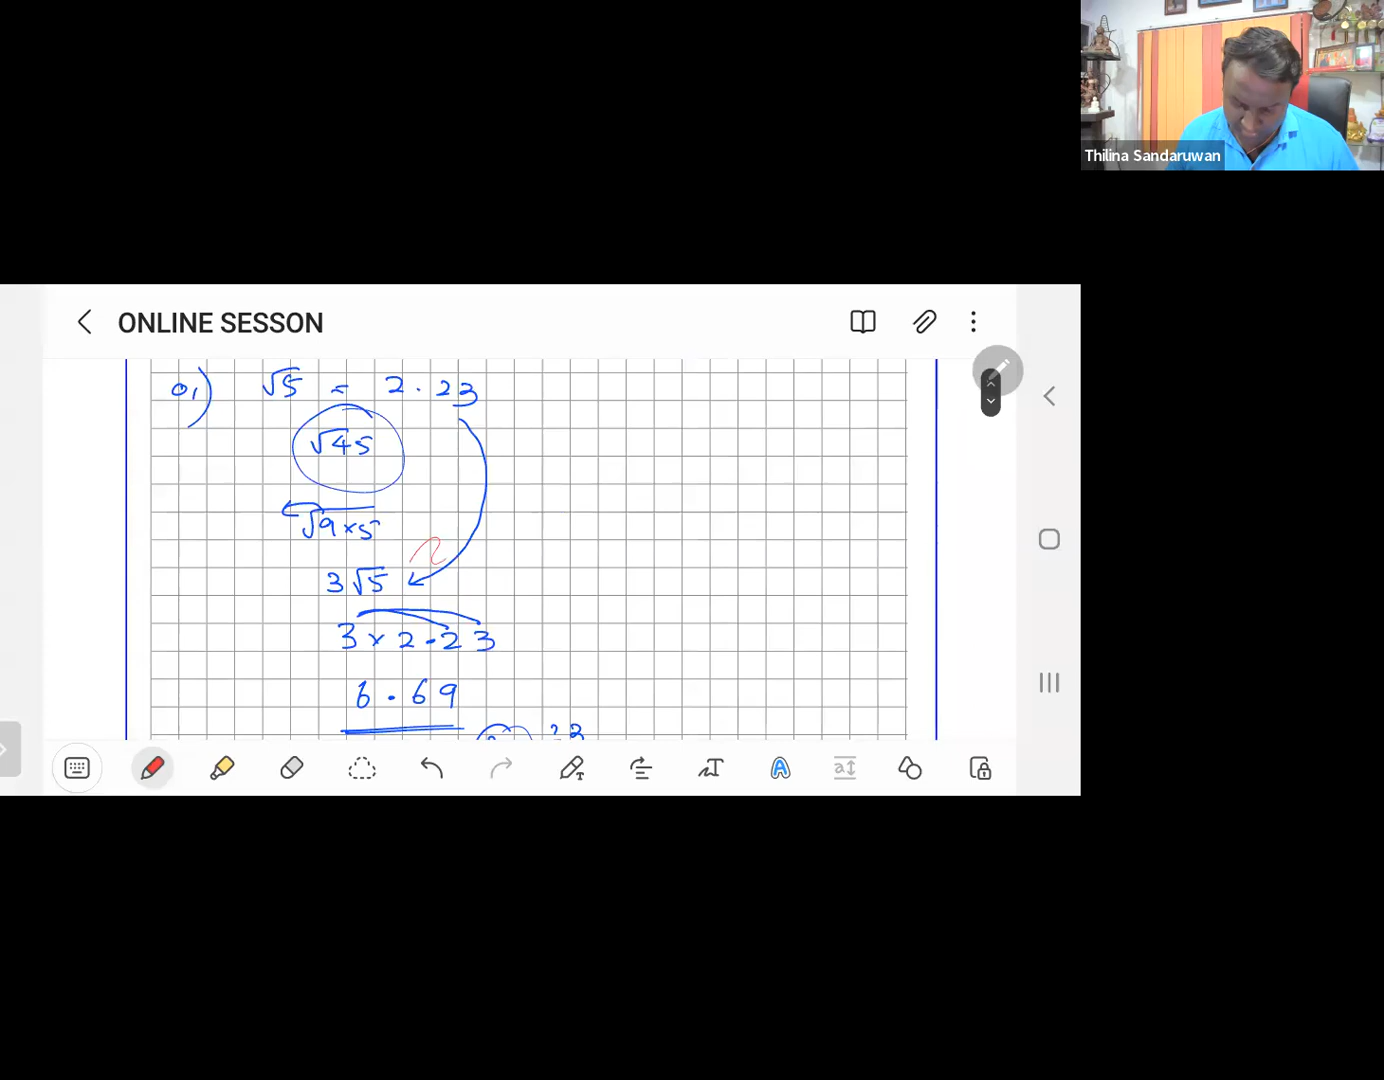 Thilina Sandaruwan
ONLINE SESSON
01) √5 = 2.23
√45
√9×5
3√5
3 × 2.23
6.69